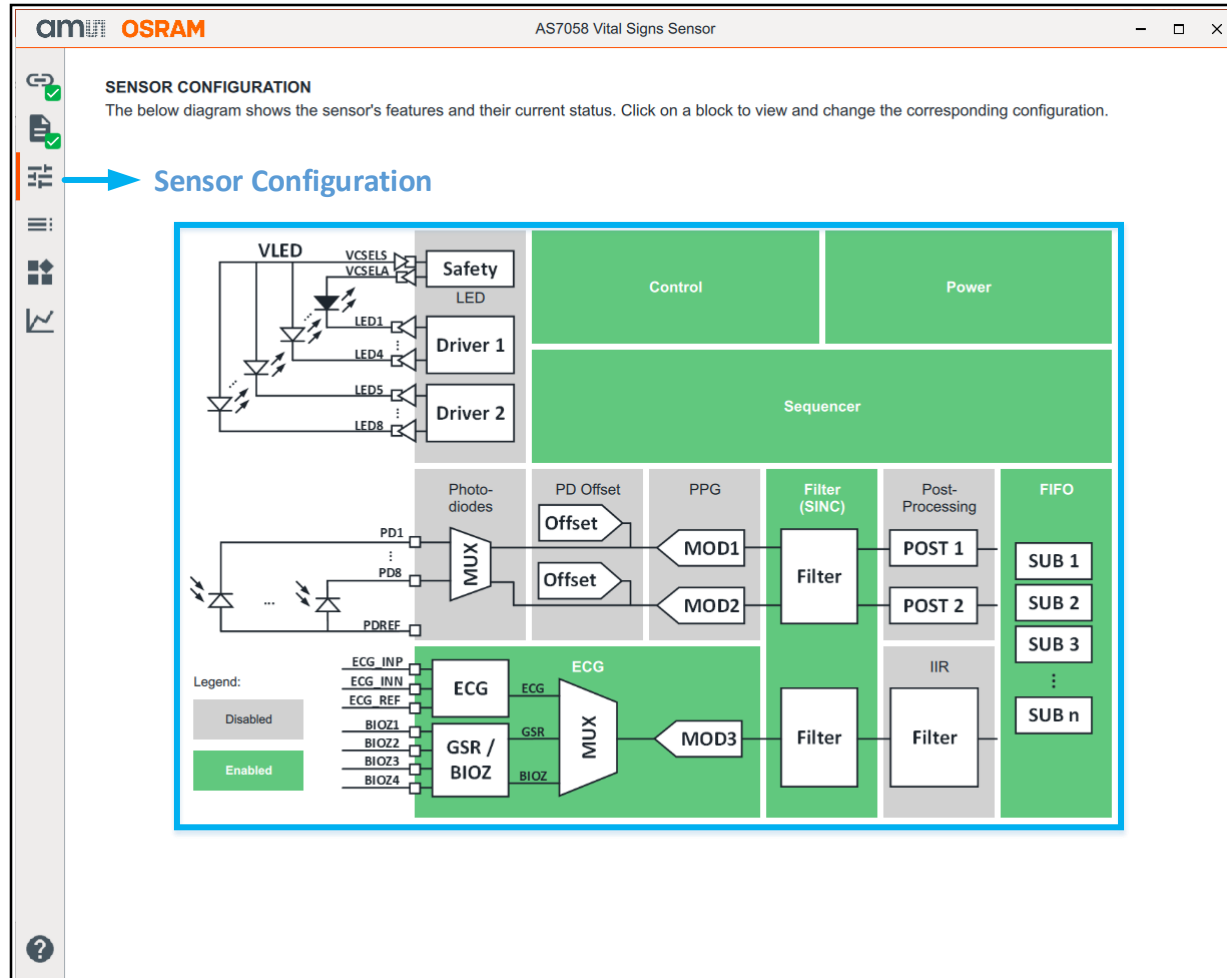 amu OSRAM
AS7058 Vital Signs Sensor
SENSOR CONFIGURATION
The below diagram shows the sensor's features and their current status. Click on a block to view and change the corresponding configuration.
Sensor Configuration
VLED
VCSELS
VCSELA
LED1
LED4
LED5
LED8
Safety
LED
Driver 1
Driver 2
Control
Power
Sequencer
Photo-
diodes
PD Offset
PPG
Filter
(SINC)
Post-
Processing
FIFO
PD1
PD8
PDREF
...
MUX
Offset
Offset
MOD1
MOD2
Filter
POST 1
POST 2
SUB 1
SUB 2
SUB 3
SUB n
ECG_INP
ECG_INN
ECG_REF
BIOZ1
BIOZ2
BIOZ3
BIOZ4
ECG
ECG
GSR /
BIOZ
ECG
GSR
BIOZ
MUX
MOD3
Filter
IIR
Filter
Legend:
Disabled
Enabled